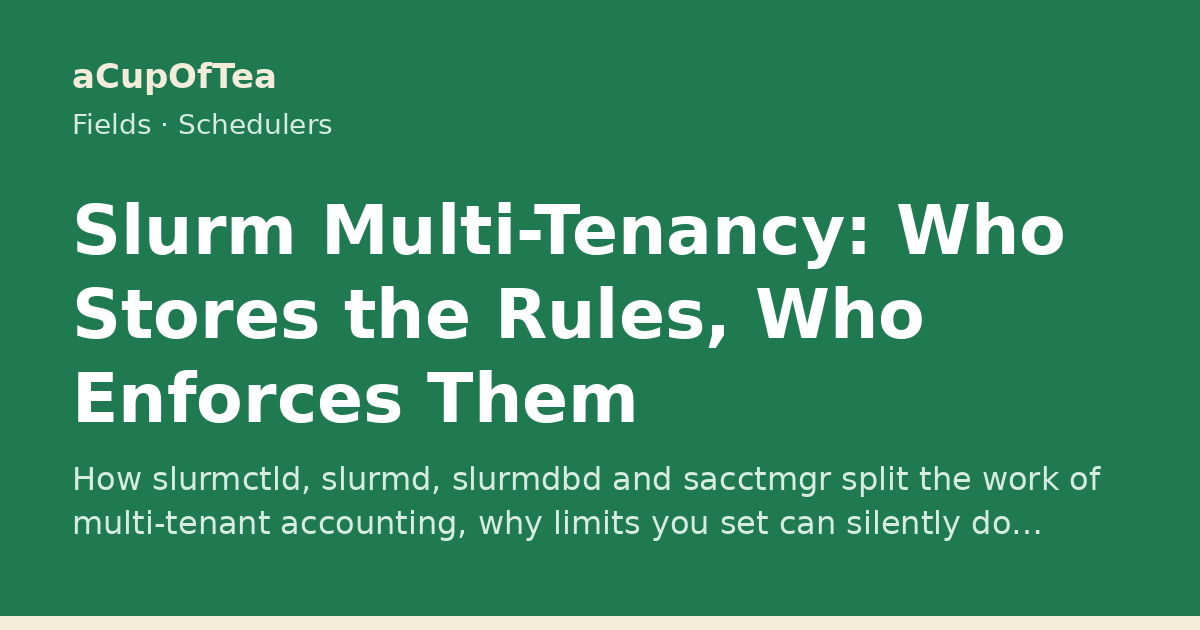 aCupOfTea
Fields · Schedulers
Slurm Multi-Tenancy: Who
Stores the Rules, Who
Enforces Them
How slurmctld, slurmd, slurmdbd and sacctmgr split the work of
multi-tenant accounting, why limits you set can silently do…